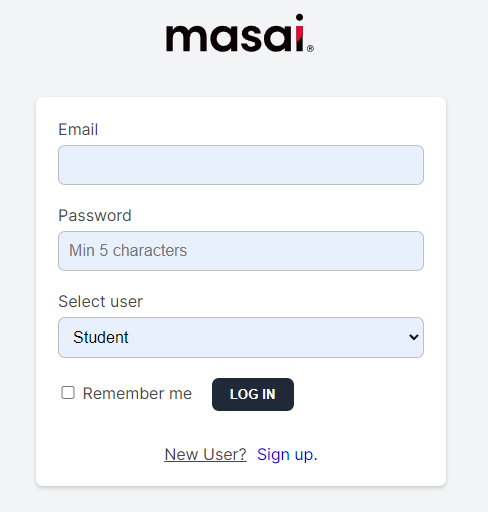 masai®
Email
Password
Min 5 characters
Select user
Student
Remember me LOG IN
New User? Sign up.